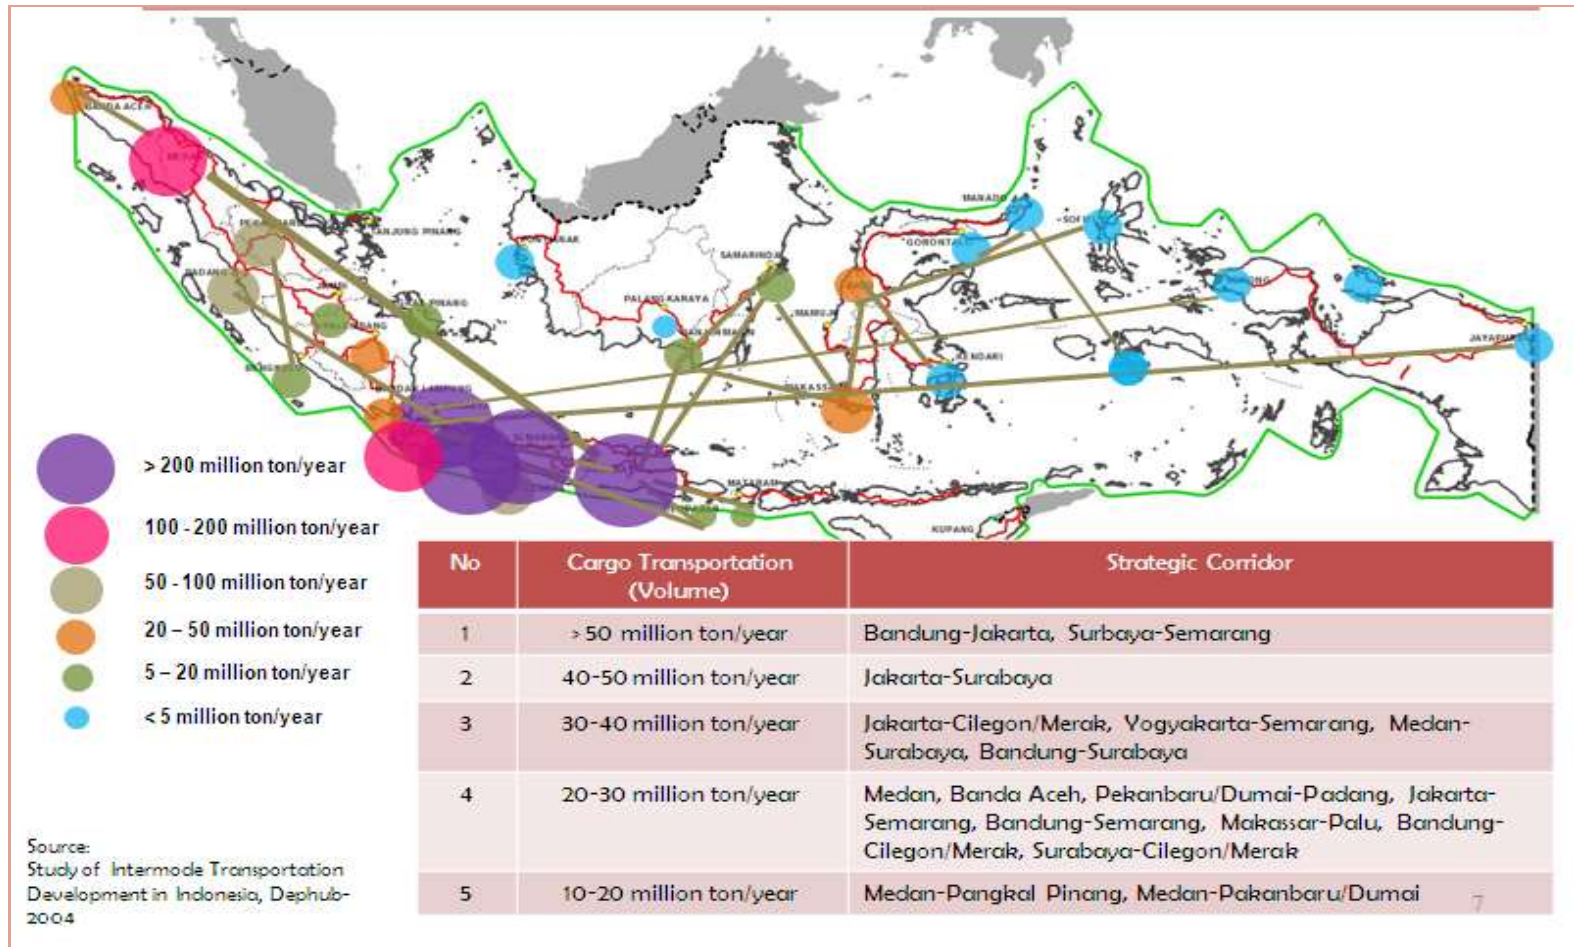 BANDA ACEH
MEDAN
TANJUNG PINANG
PADANG
SAMARINDA
PALANG KARAYA
MANADO
GORONTALO
MAMUJU
KENDARI
JAYAPURA
MATARAM
KUPANG
> 200 million ton/year
100 - 200 million ton/year
50 - 100 million ton/year
20 – 50 million ton/year
5 – 20 million ton/year
< 5 million ton/year
No Cargo Transportation (Volume) Strategic Corridor
1 > 50 million ton/year Bandung-Jakarta, Surbaya-Semarang
2 40-50 million ton/year Jakarta-Surabaya
3 30-40 million ton/year Jakarta-Cilegon/Merak, Yogyakarta-Semarang, Medan-
Surabaya, Bandung-Surabaya
4 20-30 million ton/year Medan, Banda Aceh, Pekanbaru/Dumai-Padang, Jakarta-
Semarang, Bandung-Semarang, Makassar-Palu, Bandung-
Cilegon/Merak, Surabaya-Cilegon/Merak
5 10-20 million ton/year Medan-Pangkal Pinang, Medan-Pakanbaru/Dumai
7
Source:
Study of Intermode Transportation
Development in Indonesia, Dephub-
2004